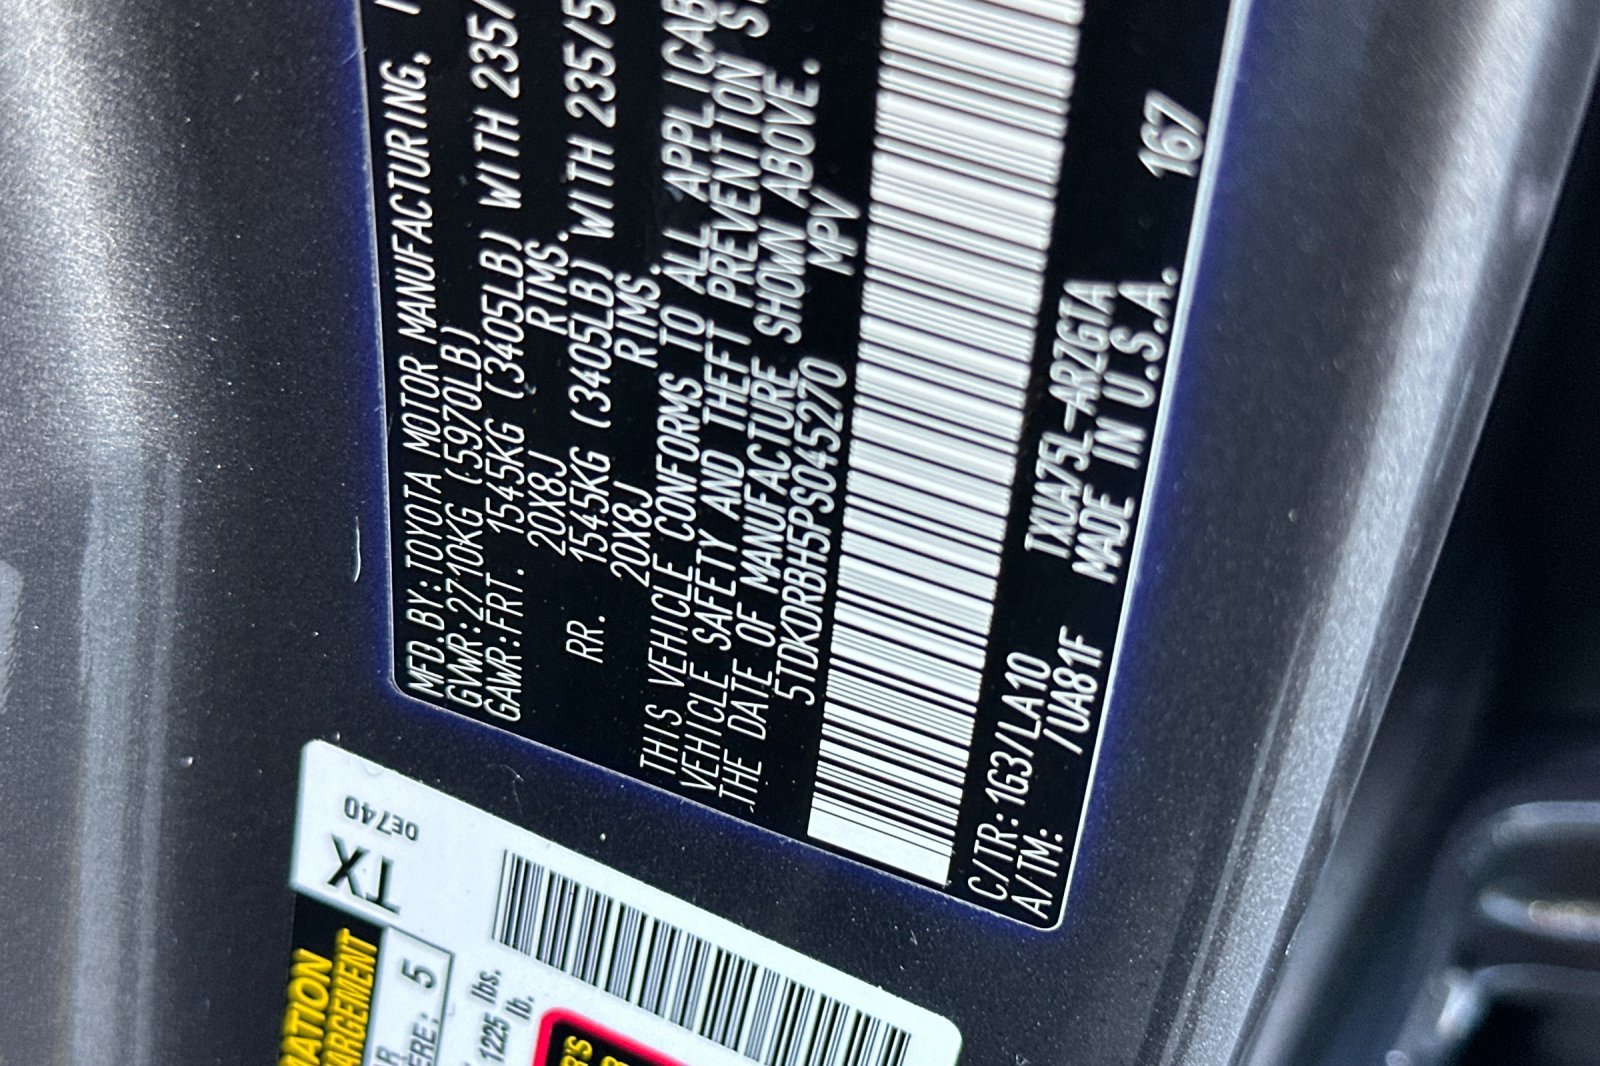 MFD.BY:TOYOTA MOTOR MANUFACTURING,
GVWR:2710KG (5970LB)
GAWR:FRT. 1545KG (3405LB) WITH 235/
20X8J RIMS.
RR. 1545KG (3405LB) WITH 235/5
20X8J RIMS.
THIS VEHICLE CONFORMS TO ALL APPLICAB
VEHICLE SAFETY AND THEFT PREVENTION S
THE DATE OF MANUFACTURE SHOWN ABOVE.
5TDKDRBH5PS045270 MPV
C/TR:1G3/LA10 TXUA75L-ARZGTA 167
A/TM: /UA81F MADE IN U.S.A.
TX
0E740
MATION
ARGEMENT
5
ERE:
1225 lbs.
lb.
R'S